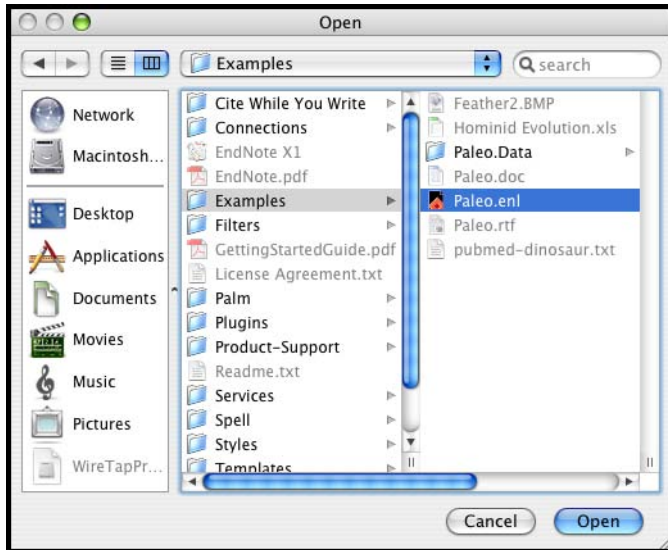 Open
Examples
search
Network
Macintosh...
Desktop
Applications
Documents
Movies
Music
Pictures
WireTapPr...
Cite While You Write
Connections
EndNote X1
EndNote.pdf
Examples
Filters
GettingStartedGuide.pdf
License Agreement.txt
Palm
Plugins
Product-Support
Readme.txt
Services
Spell
Styles
Templates
Feather2.BMP
Hominid Evolution.xls
Paleo.Data
Paleo.doc
Paleo.enl
Paleo.rtf
pubmed-dinosaur.txt
Cancel
Open